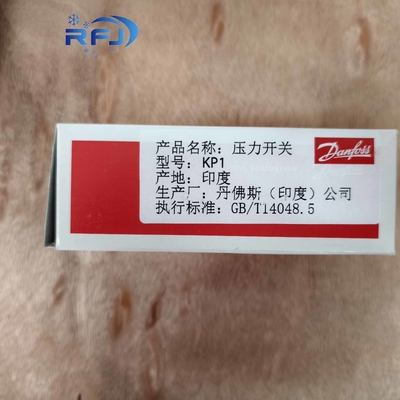 RFJ
产品名称: 压力开关
型号: KP1
产地: 印度
生产厂: 丹佛斯（印度）公司
执行标准: GB/T14048.5
Danfoss